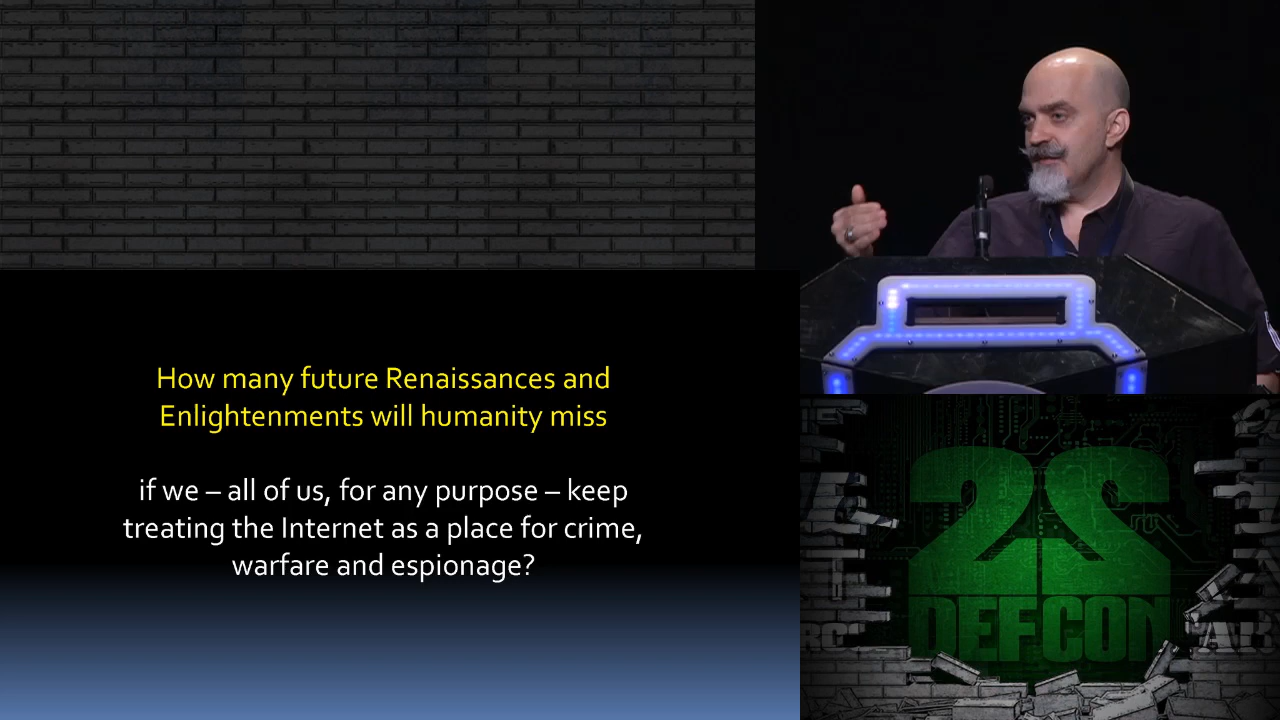 How many future Renaissances and
Enlightenments will humanity miss
if we – all of us, for any purpose – keep
treating the Internet as a place for crime,
warfare and espionage?
22
DEFCON